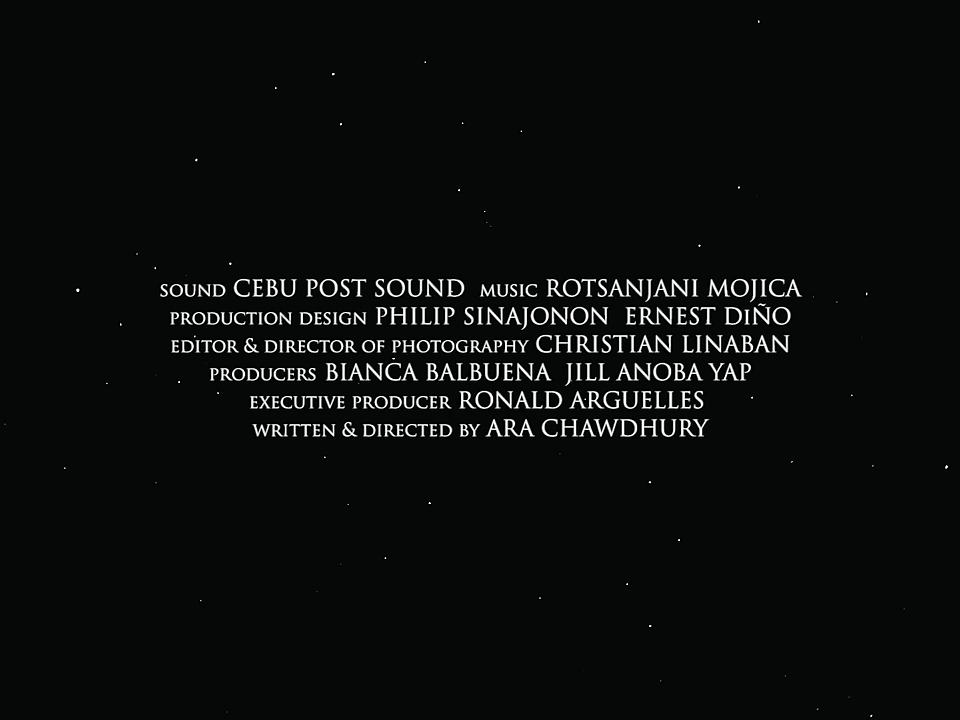 SOUND CEBU POST SOUND MUSIC ROTSANJANI MOJICA
PRODUCTION DESIGN PHILIP SINAJONON ERNEST DiÑO
EDITOR & DIRECTOR OF PHOTOGRAPHY CHRISTIAN LINABAN
PRODUCERS BIANCA BALBUENA JILL ANOBA YAP
EXECUTIVE PRODUCER RONALD ARGUELLES
WRITTEN & DIRECTED BY ARA CHAWDHURY